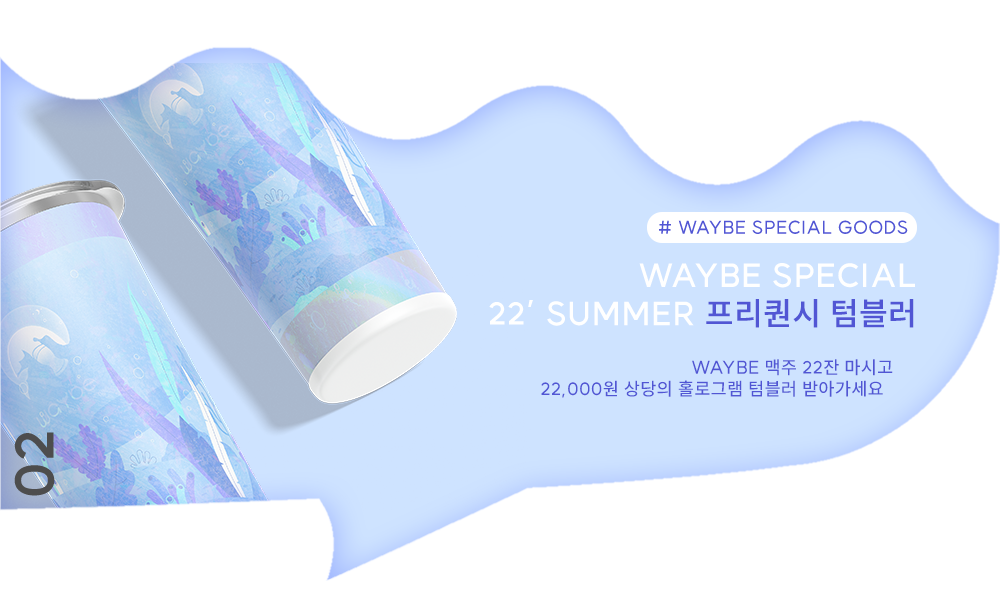 # WAYBE SPECIAL GOODS
WAYBE SPECIAL
22' SUMMER 프리퀀시 텀블러
WAYBE 맥주 22잔 마시고
22,000원 상당의 홀로그램 텀블러 받아가세요
waybe
waybe
02